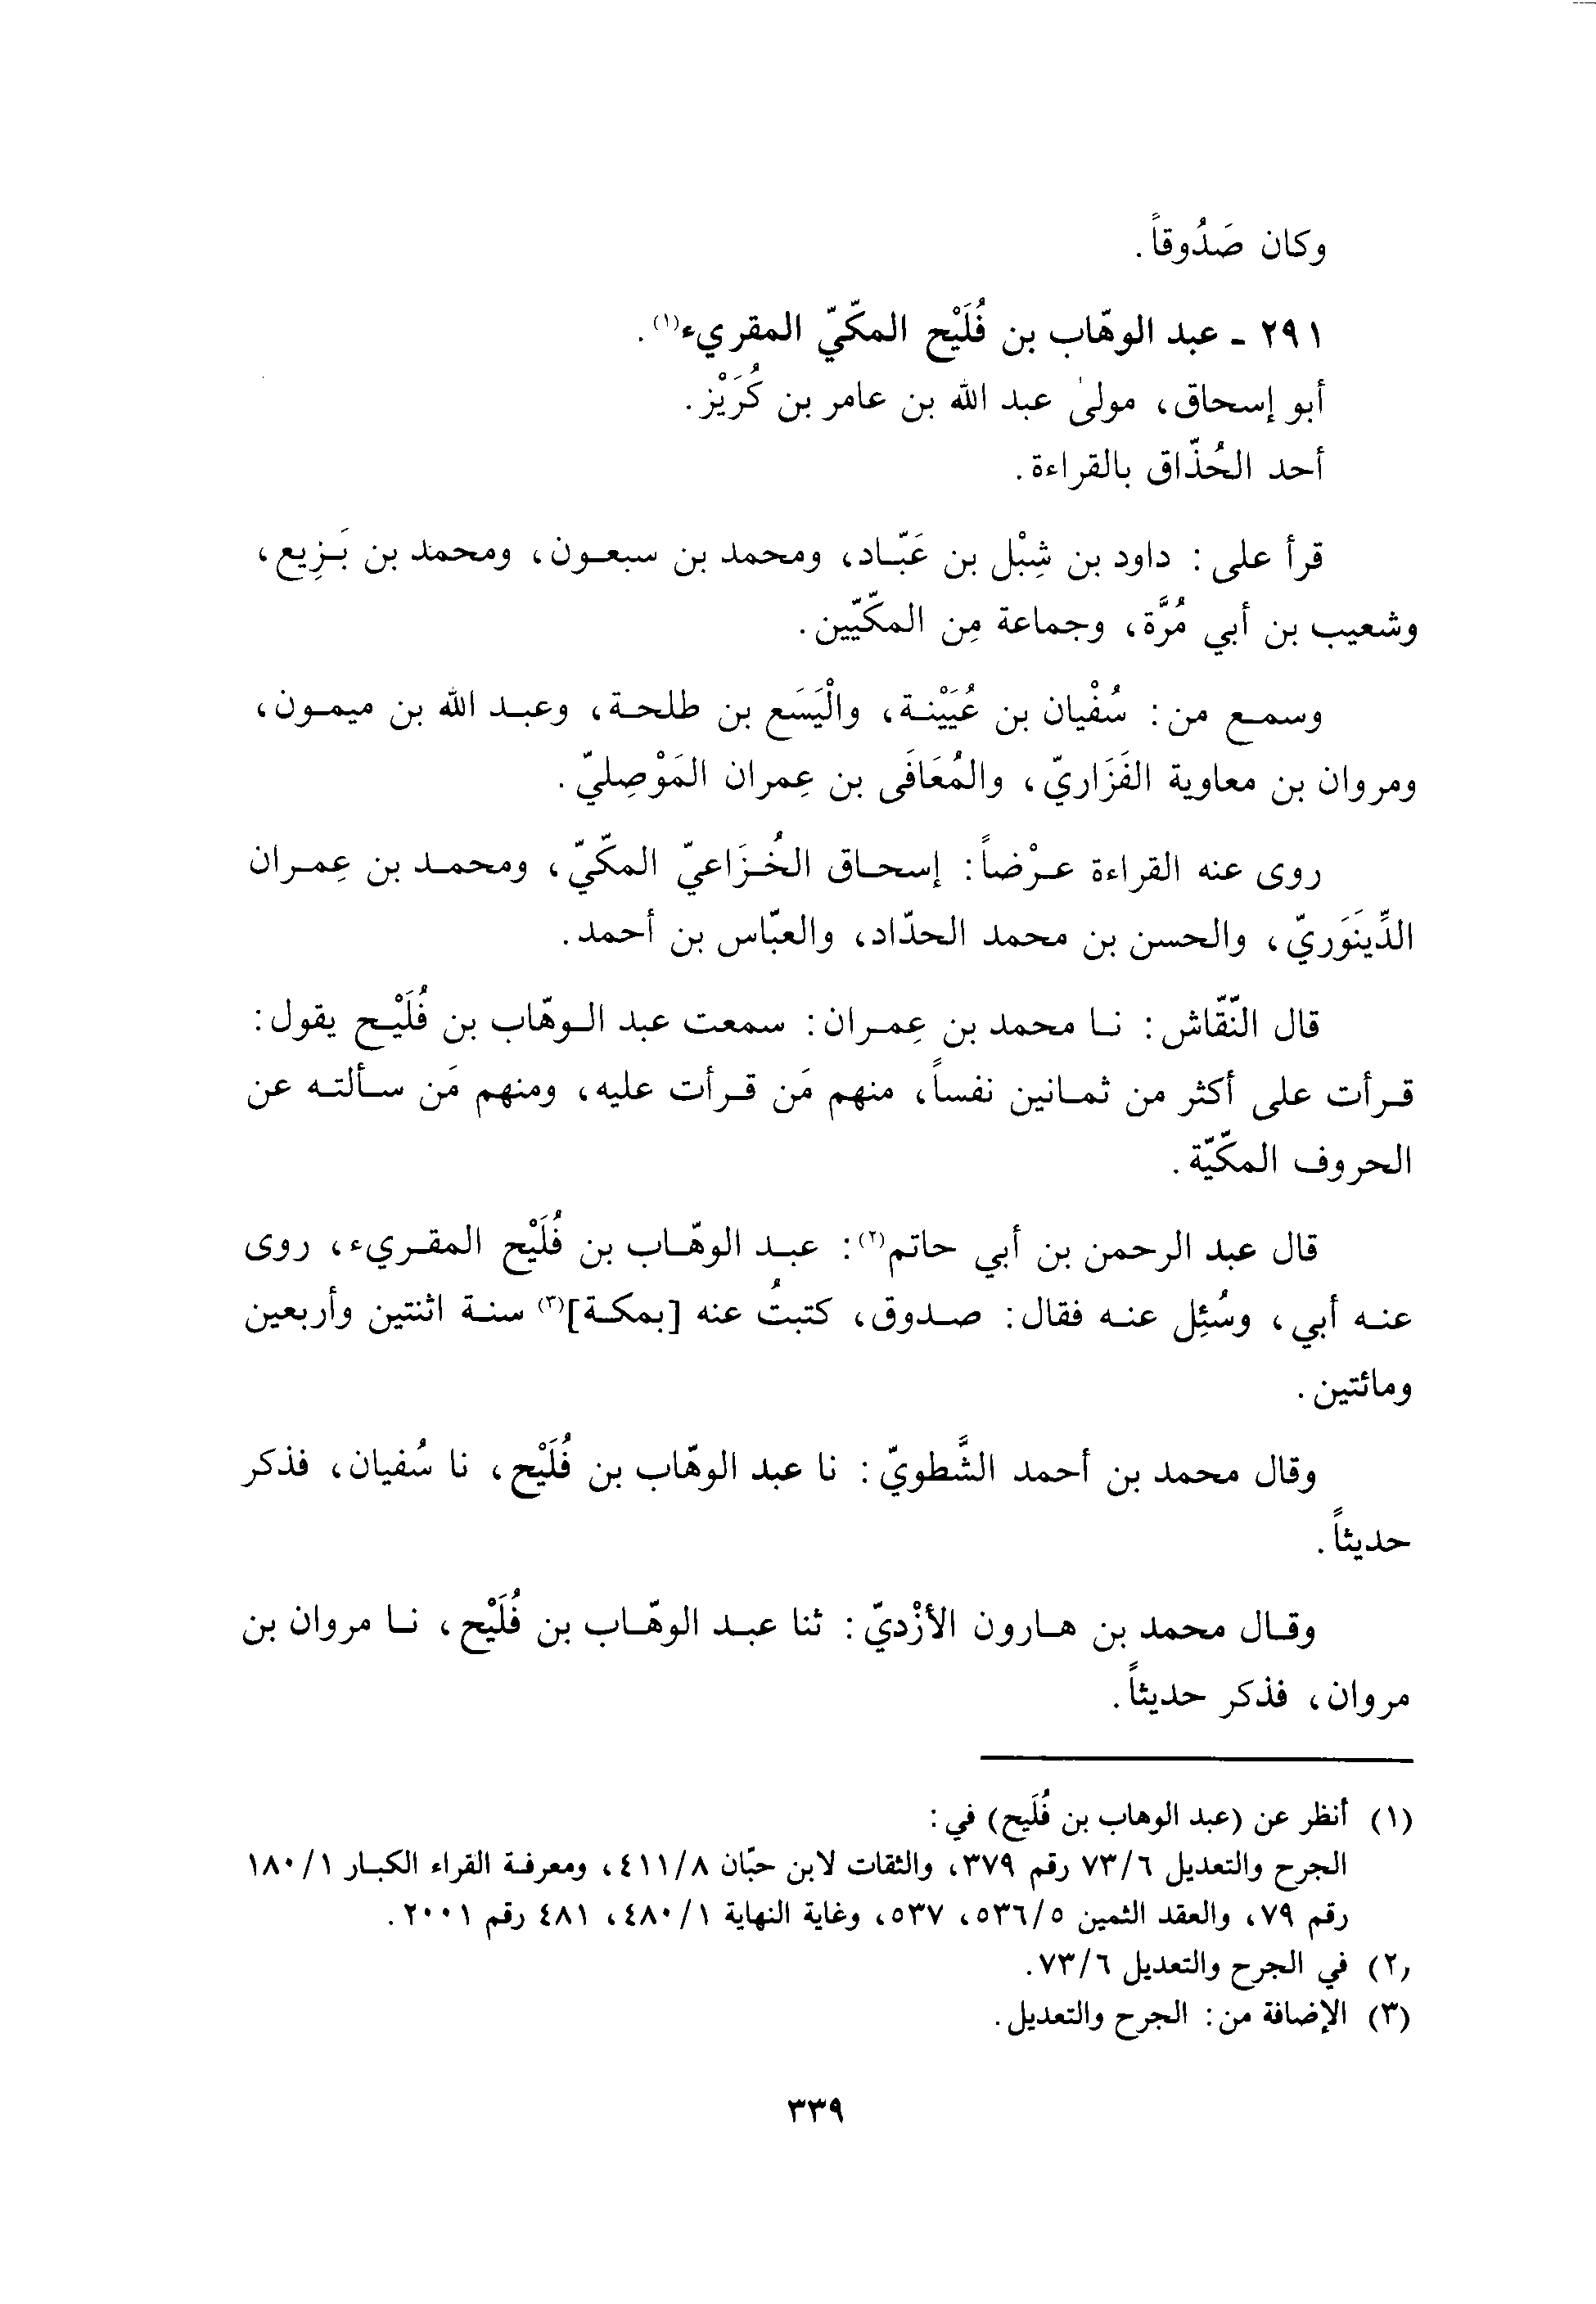 وكان صَدُوقاً.
٢٩١ - عبد الوهّاب بن فُلَيْح المكّيّ المقريء(١).
أبو إسحاق، مولىٰ عبد الله بن عامر بن كُرَيْز.
أحد الحُذّاق بالقراءة.
قرأ على: داود بن شِبْل بن عَبّاد، ومحمد بن سبعون، ومحمد بن بَزِيع،
وشعيب بن أبي مُرَّة، وجماعة مِن المكّيّين.
وسمع من: سُفْيان بن عُيَيْنة، والْيَسَع بن طلحة، وعبد الله بن ميمون،
ومروان بن معاوية الفَزَاريّ، والمُعَافَى بن عِمران المَوْصِليّ.
روى عنه القراءة عرْضاً: إسحاق الخُزَاعيّ المكّيّ، ومحمد بن عِمران
الدِّينَوَريّ، والحسن بن محمد الحدّاد، والعبّاس بن أحمد.
قال النّقّاش: نا محمد بن عِمران: سمعت عبد الوهّاب بن فُلَيْح يقول:
قرأت على أكثر من ثمانين نفساً، منهم مَن قرأت عليه، ومنهم مَن سألته عن
الحروف المكّيّة.
قال عبد الرحمن بن أبي حاتم(٢): عبد الوهّاب بن فُلَيْح المقريء، روى
عنه أبي، وسُئِل عنه فقال: صدوق، كتبتُ عنه [بمكة](٣) سنة اثنتين وأربعين
ومائتين.
وقال محمد بن أحمد الشَّطويّ: نا عبد الوهّاب بن فُلَيْح، نا سُفيان، فذكر
حديثاً.
وقال محمد بن هارون الأزْديّ: ثنا عبد الوهّاب بن فُلَيْح، نا مروان بن
مروان، فذكر حديثاً.
(١) أنظر عن (عبد الوهاب بن فُلَيح) في:
الجرح والتعديل ٧٣/٦ رقم ٣٧٩، والثقات لابن حبّان ٤١١/٨، ومعرفة القراء الكبار ١٨٠/١
رقم ٧٩، والعقد الثمين ٥٣٦/٥، ٥٣٧، وغاية النهاية ٤٨٠/١، ٤٨١ رقم ٢٠٠١.
(٢) في الجرح والتعديل ٧٣/٦.
(٣) الإضافة من: الجرح والتعديل.
٣٣٩